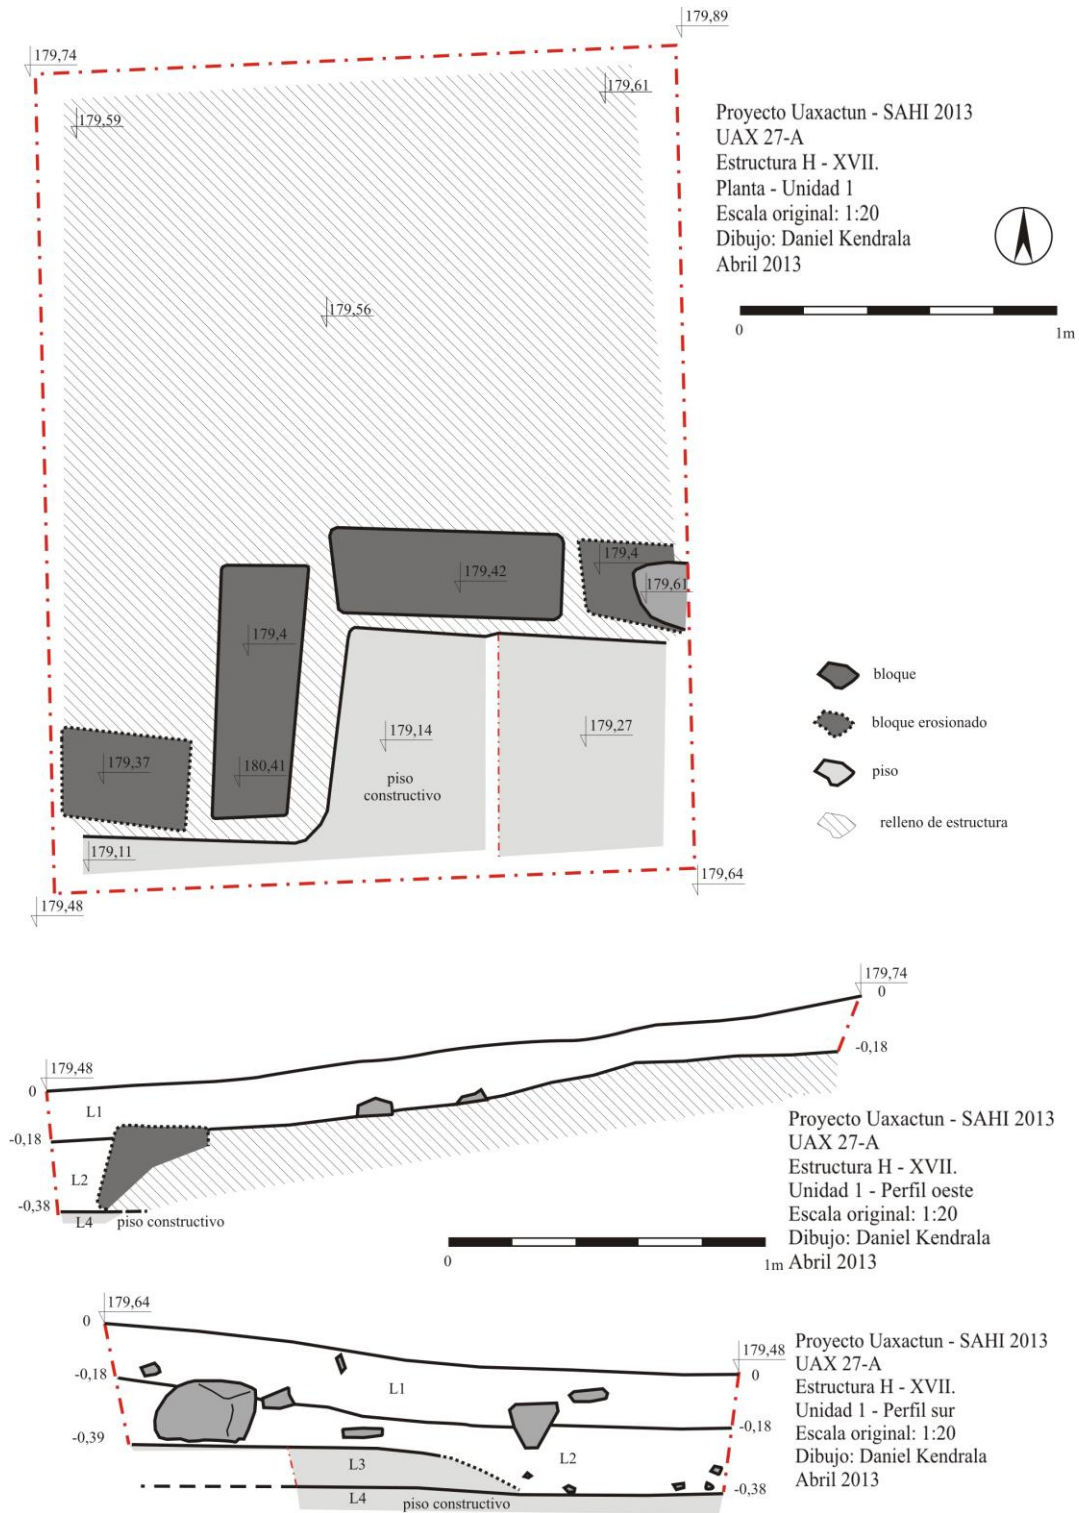 179,89
179,74
179,61
179,59
Proyecto Uaxactun - SAHI 2013
UAX 27-A
Estructura H - XVII.
Planta - Unidad 1
Escala original: 1:20
Dibujo: Daniel Kendrala
Abril 2013
179,56
0
1m
179,4
179,42
179,61
179,4
bloque
bloque erosionado
179,14
179,27
179,37
180,41
piso
constructivo
piso
relleno de estructura
179,11
179,64
179,48
179,74
0
-0,18
179,48
0
L1
-0,18
L2
-0,38
L4
piso constructivo
Proyecto Uaxactun - SAHI 2013
UAX 27-A
Estructura H - XVII.
Unidad 1 - Perfil oeste
Escala original: 1:20
Dibujo: Daniel Kendrala
Abril 2013
0
1m
179,64
0
179,48
0
-0,18
L1
-0,18
-0,39
L2
L3
-0,38
L4
piso constructivo
Proyecto Uaxactun - SAHI 2013
UAX 27-A
Estructura H - XVII.
Unidad 1 - Perfil sur
Escala original: 1:20
Dibujo: Daniel Kendrala
Abril 2013